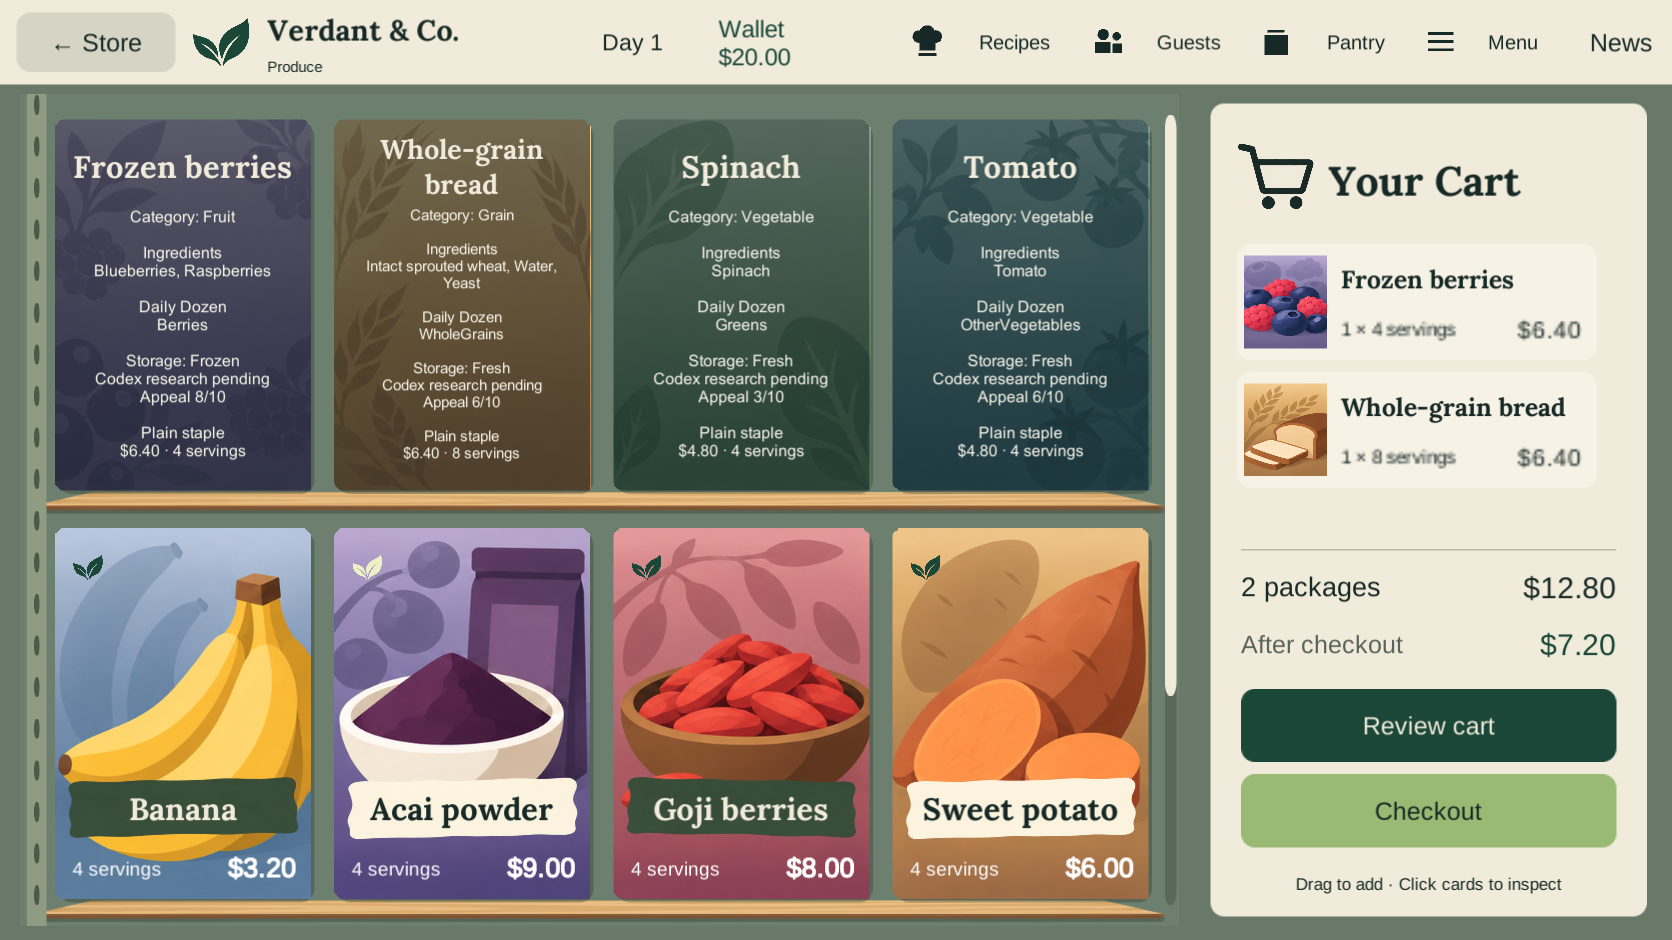 ← Store
Verdant & Co.
Produce
Day 1
Wallet
$20.00
Recipes
Guests
Pantry
Menu
News
Frozen berries
Category: Fruit
Ingredients
Blueberries, Raspberries
Daily Dozen
Berries
Storage: Frozen
Codex research pending
Appeal 8/10
Plain staple
$6.40 · 4 servings
Whole-grain
bread
Category: Grain
Ingredients
Intact sprouted wheat, Water,
Yeast
Daily Dozen
WholeGrains
Storage: Fresh
Codex research pending
Appeal 6/10
Plain staple
$6.40 · 8 servings
Spinach
Category: Vegetable
Ingredients
Spinach
Daily Dozen
Greens
Storage: Fresh
Codex research pending
Appeal 3/10
Plain staple
$4.80 · 4 servings
Tomato
Category: Vegetable
Ingredients
Tomato
Daily Dozen
OtherVegetables
Storage: Fresh
Codex research pending
Appeal 6/10
Plain staple
$4.80 · 4 servings
Banana
4 servings $3.20
Acai powder
4 servings $9.00
Goji berries
4 servings $8.00
Sweet potato
4 servings $6.00
Your Cart
Frozen berries
1 × 4 servings $6.40
Whole-grain bread
1 × 8 servings $6.40
2 packages $12.80
After checkout $7.20
Review cart
Checkout
Drag to add · Click cards to inspect